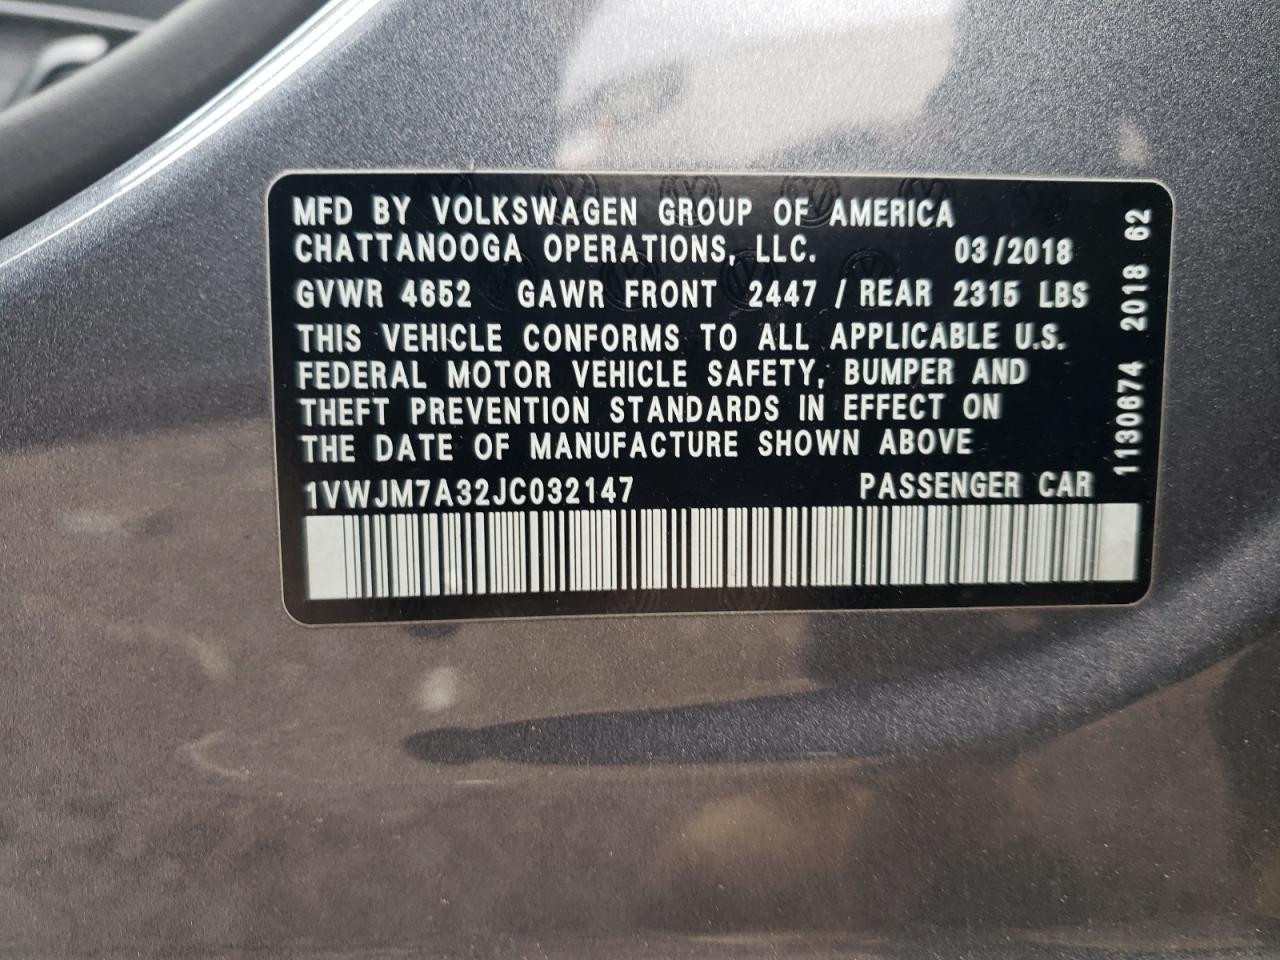 MFD BY VOLKSWAGEN GROUP OF AMERICA
CHATTANOOGA OPERATIONS, LLC. 03/2018
GVWR 4652 GAWR FRONT 2447 / REAR 2315 LBS
THIS VEHICLE CONFORMS TO ALL APPLICABLE U.S.
FEDERAL MOTOR VEHICLE SAFETY, BUMPER AND
THEFT PREVENTION STANDARDS IN EFFECT ON
THE DATE OF MANUFACTURE SHOWN ABOVE
1VWJM7A32JC032147 PASSENGER CAR
1130674 2018 62